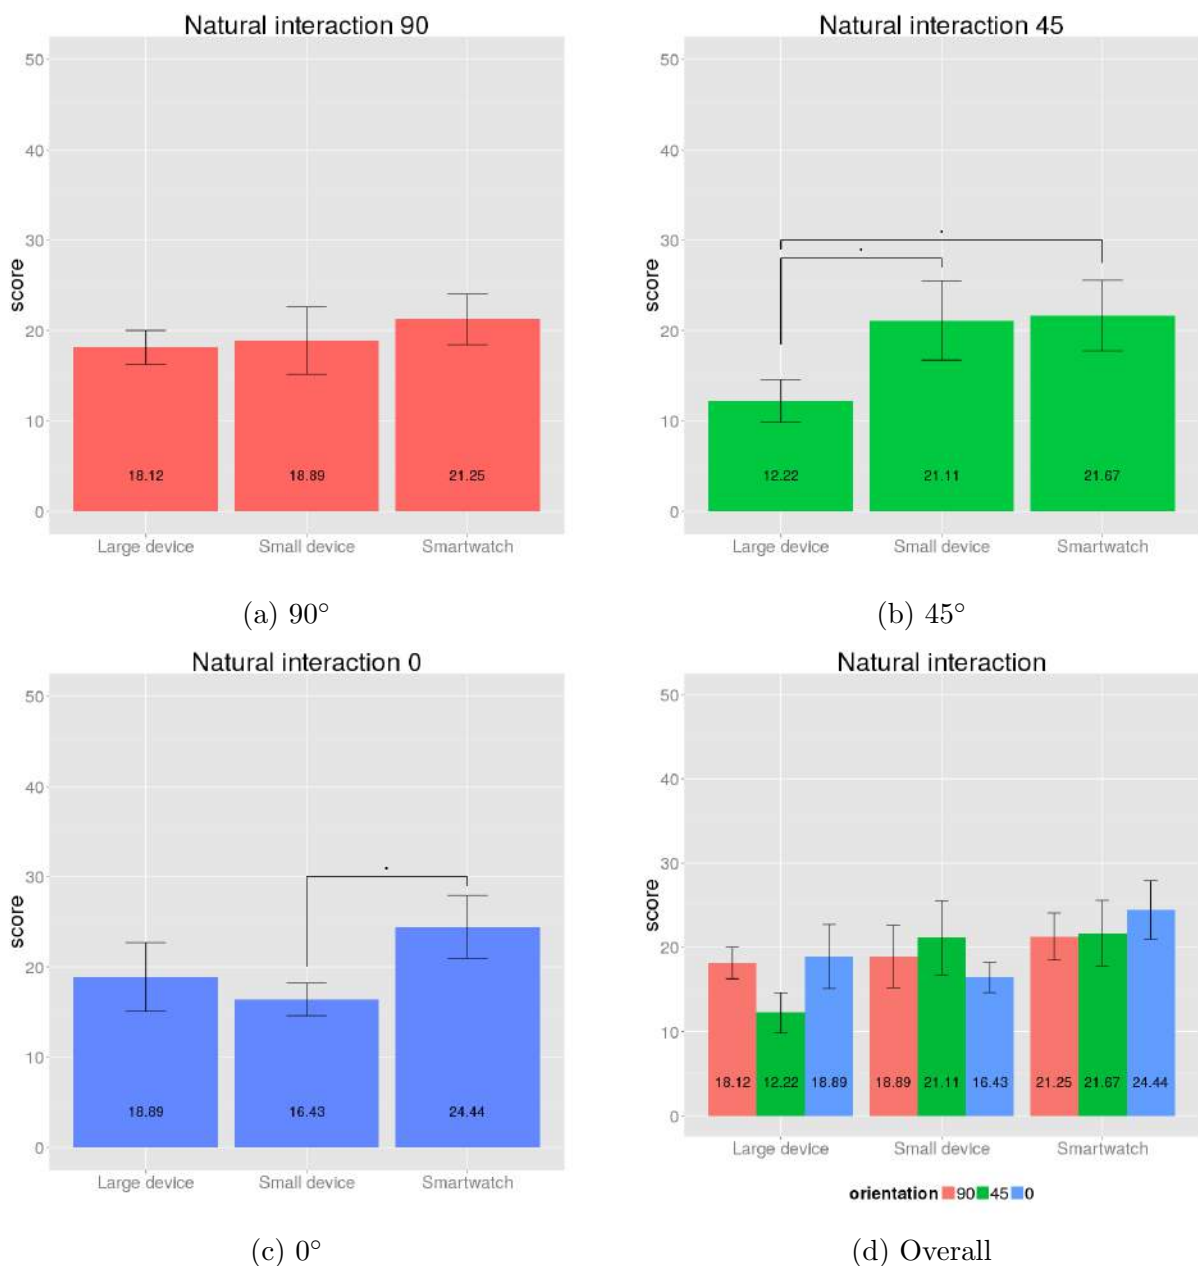 Natural interaction 90
50
40
30
20
10
0
score
18.12 18.89 21.25
Large device Small device Smartwatch
(a) 90°
Natural interaction 45
50
40
30
20
10
0
score
12.22 21.11 21.67
Large device Small device Smartwatch
(b) 45°
Natural interaction 0
50
40
30
20
10
0
score
18.89 16.43 24.44
Large device Small device Smartwatch
(c) 0°
Natural interaction
50
40
30
20
10
0
score
18.12 12.22 18.89 18.89 21.11 16.43 21.25 21.67 24.44
Large device Small device Smartwatch
orientation 90 45 0
(d) Overall